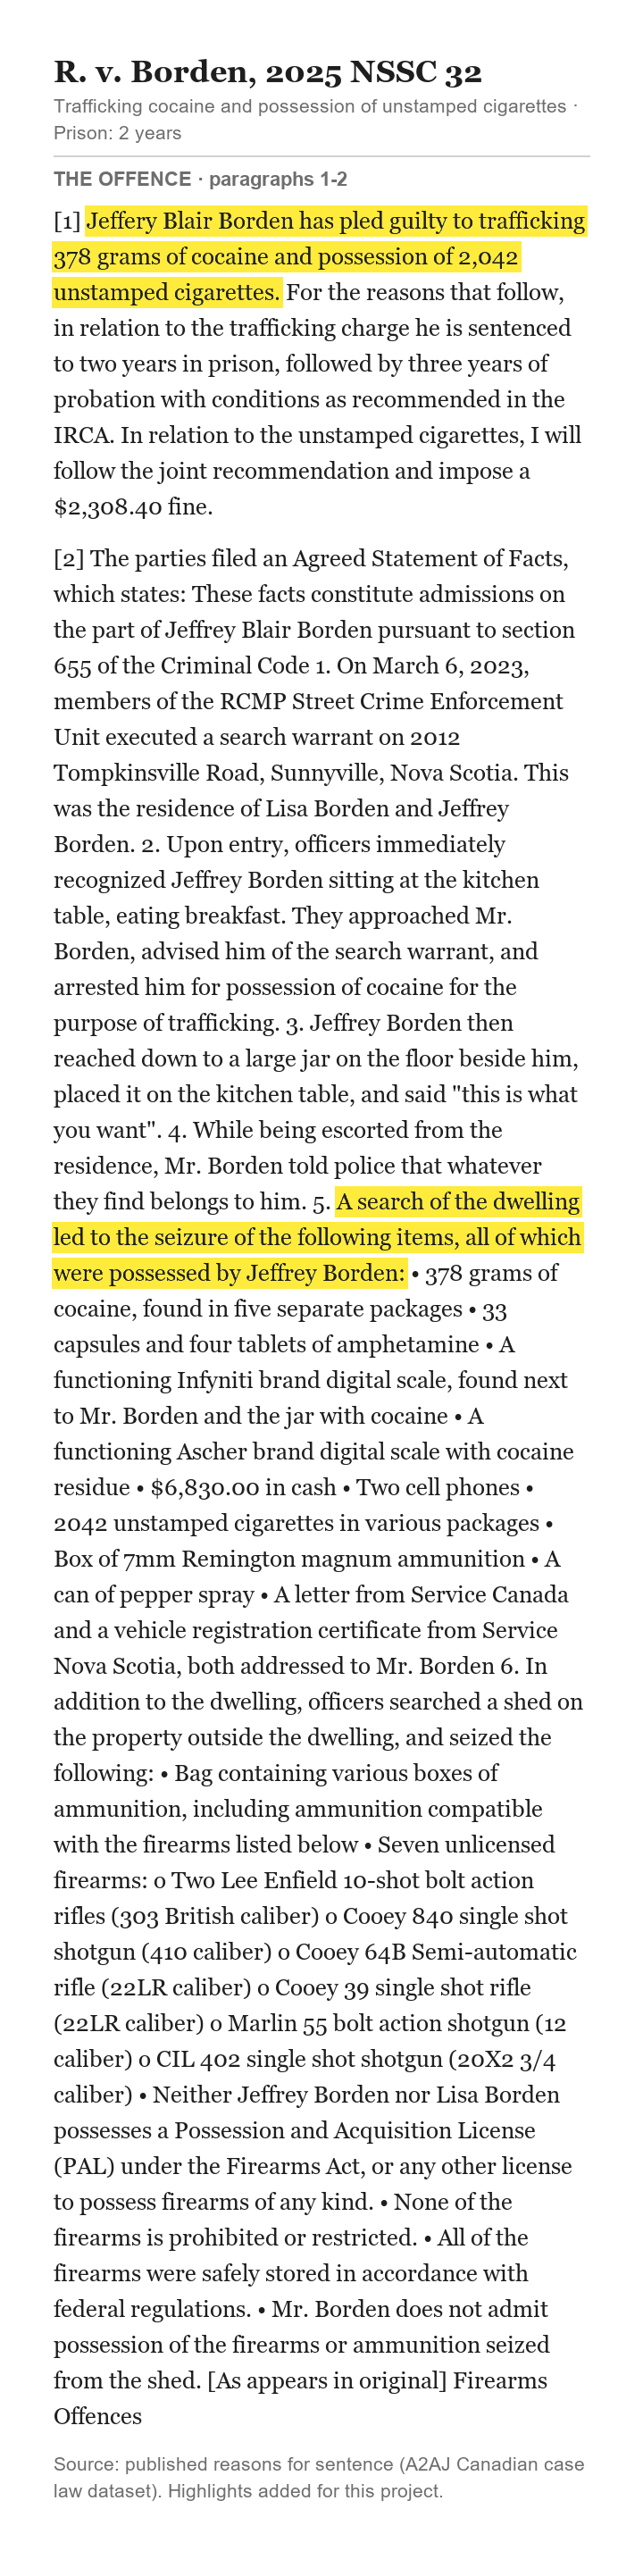 R. v. Borden, 2025 NSSC 32
Trafficking cocaine and possession of unstamped cigarettes ·
Prison: 2 years
THE OFFENCE · paragraphs 1-2
[1] Jeffery Blair Borden has pled guilty to trafficking
378 grams of cocaine and possession of 2,042
unstamped cigarettes. For the reasons that follow,
in relation to the trafficking charge he is sentenced
to two years in prison, followed by three years of
probation with conditions as recommended in the
IRCA. In relation to the unstamped cigarettes, I will
follow the joint recommendation and impose a
$2,308.40 fine.
[2] The parties filed an Agreed Statement of Facts,
which states: These facts constitute admissions on
the part of Jeffrey Blair Borden pursuant to section
655 of the Criminal Code 1. On March 6, 2023,
members of the RCMP Street Crime Enforcement
Unit executed a search warrant on 2012
Tompkinsville Road, Sunnyville, Nova Scotia. This
was the residence of Lisa Borden and Jeffrey
Borden. 2. Upon entry, officers immediately
recognized Jeffrey Borden sitting at the kitchen
table, eating breakfast. They approached Mr.
Borden, advised him of the search warrant, and
arrested him for possession of cocaine for the
purpose of trafficking. 3. Jeffrey Borden then
reached down to a large jar on the floor beside him,
placed it on the kitchen table, and said "this is what
you want". 4. While being escorted from the
residence, Mr. Borden told police that whatever
they find belongs to him. 5. A search of the dwelling
led to the seizure of the following items, all of which
were possessed by Jeffrey Borden: • 378 grams of
cocaine, found in five separate packages • 33
capsules and four tablets of amphetamine • A
functioning Infyniti brand digital scale, found next
to Mr. Borden and the jar with cocaine • A
functioning Ascher brand digital scale with cocaine
residue • $6,830.00 in cash • Two cell phones •
2042 unstamped cigarettes in various packages •
Box of 7mm Remington magnum ammunition • A
can of pepper spray • A letter from Service Canada
and a vehicle registration certificate from Service
Nova Scotia, both addressed to Mr. Borden 6. In
addition to the dwelling, officers searched a shed on
the property outside the dwelling, and seized the
following: • Bag containing various boxes of
ammunition, including ammunition compatible
with the firearms listed below • Seven unlicensed
firearms: o Two Lee Enfield 10-shot bolt action
rifles (303 British caliber) o Cooey 840 single shot
shotgun (410 caliber) o Cooey 64B Semi-automatic
rifle (22LR caliber) o Cooey 39 single shot rifle
(22LR caliber) o Marlin 55 bolt action shotgun (12
caliber) o CIL 402 single shot shotgun (20X2 3/4
caliber) • Neither Jeffrey Borden nor Lisa Borden
possesses a Possession and Acquisition License
(PAL) under the Firearms Act, or any other license
to possess firearms of any kind. • None of the
firearms is prohibited or restricted. • All of the
firearms were safely stored in accordance with
federal regulations. • Mr. Borden does not admit
possession of the firearms or ammunition seized
from the shed. [As appears in original] Firearms
Offences
Source: published reasons for sentence (A2AJ Canadian case
law dataset). Highlights added for this project.